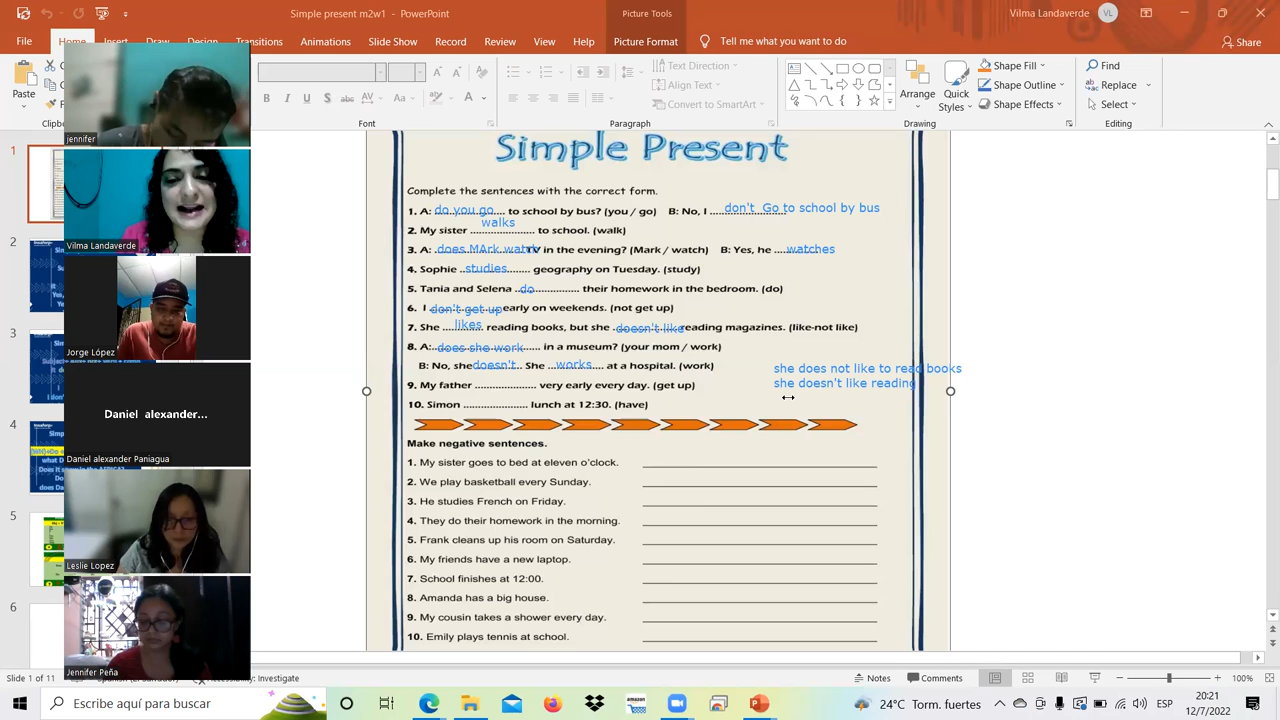 Picture Tools
Vilma Landaverde VL
Draw Design Transitions Animations Slide Show Record Review View Help Picture Format Tell me what you want to do Share
Text Direction
Align Text
Convert to SmartArt
Arrange Quick Styles
Shape Fill
Shape Outline
Shape Effects
Find
Replace
Select
Font Paragraph Drawing Editing
Simple Present
Complete the sentences with the correct form.
1. A: do you go to school by bus? (you / go) B: No, I don't Go to school by bus
2. My sister walks to school. (walk)
3. A: does MArk watch TV in the evening? (Mark / watch) B: Yes, he watches
4. Sophie studies geography on Tuesday. (study)
5. Tania and Selena do their homework in the bedroom. (do)
6. I don't get up early on weekends. (not get up)
7. She likes reading books, but she doesn't like reading magazines. (like-not like)
8. A: does she work in a museum? (your mom / work)
B: No, she doesn't. She works at a hospital. (work)
she does not like to read books
she doesn't like reading
9. My father .................... very early every day. (get up)
10. Simon ..................... lunch at 12:30. (have)
Make negative sentences.
1. My sister goes to bed at eleven o'clock.
2. We play basketball every Sunday.
3. He studies French on Friday.
4. They do their homework in the morning.
5. Frank cleans up his room on Saturday.
6. My friends have a new laptop.
7. School finishes at 12:00.
8. Amanda has a big house.
9. My cousin takes a shower every day.
10. Emily plays tennis at school.
jennifer
Vilma Landaverde
Jorge López
Daniel alexander...
Daniel alexander Paniagua
Leslie Lopez
Jennifer Peña
Slide 1 of 11 Accessibility: Investigate Notes Comments 100%
Escribe aquí para buscar
24°C Torm. fuertes ESP 20:21
12/7/2022